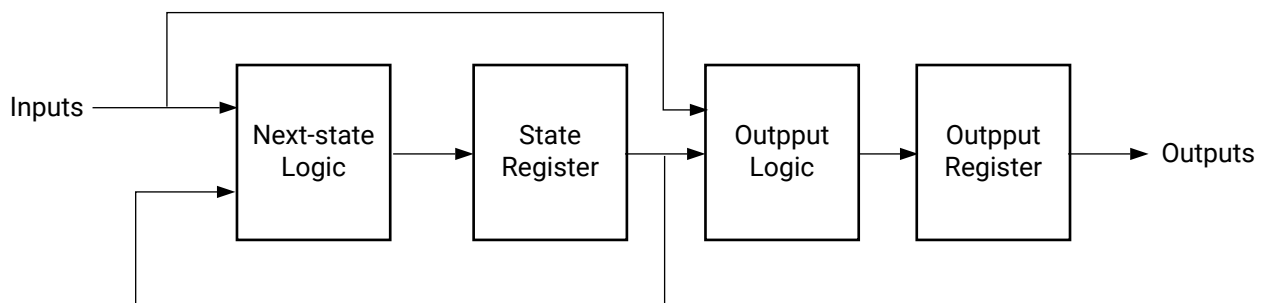 Inputs
Next-state
Logic
State
Register
Outpput
Logic
Outpput
Register
Outputs